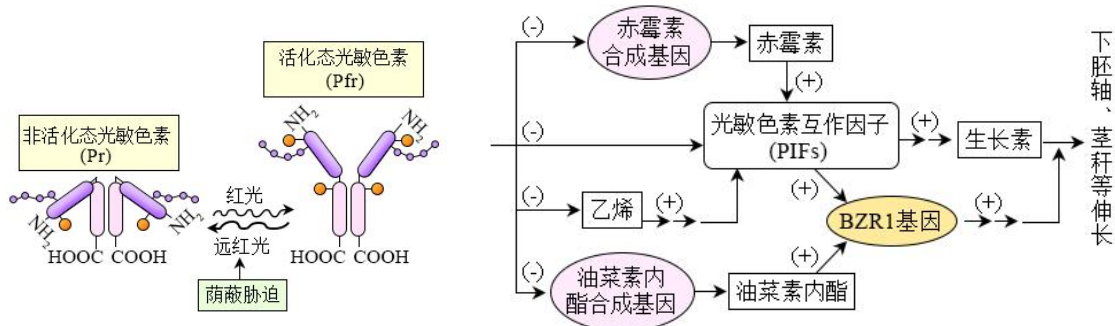 活化态光敏色素
(Pfr)
非活化态光敏色素
(Pr)
NH2
NH2
NH2
NH2
红光
远红光
HOOC COOH
HOOC COOH
荫蔽胁迫
(-)
赤霉素
合成基因
赤霉素
(+)
(-)
光敏色素互作因子
(PIFs)
(+)
生长素
(-)
乙烯
(+)
(+)
BZR1基因
(+)
(-)
油菜素内
酯合成基因
油菜素内酯
(+)
下胚轴、茎秆等伸长